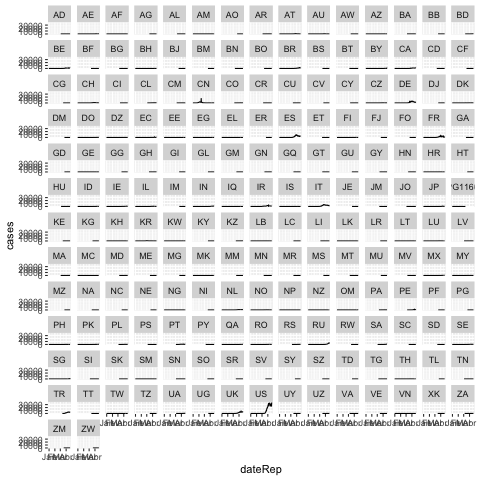 AD AE AF AG AL AM AO AR AT AU AW AZ BA BB BD
BE BF BG BH BJ BM BN BO BR BS BT BY CA CD CF
CG CH CI CL CM CN CO CR CU CV CY CZ DE DJ DK
DM DO DZ EC EE EG EL ER ES ET FI FJ FO FR GA
GD GE GG GH GI GL GM GN GQ GT GU GY HN HR HT
HU ID IE IL IM IN IQ IR IS IT JE JM JO JP
KE KG KH KR KW KY KZ LB LC LI LK LR LT LU LV
MA MC MD ME MG MK MM MN MR MS MT MU MV MX MY
cases
MZ NA NC NE NG NI NL NO NP NZ OM PA PE PF PG
PH PK PL PS PT PY QA RO RS RU RW SA SC SD SE
SG SI SK SM SN SO SR SV SY SZ TD TG TH TL TN
TR TT TW TZ UA UG UK US UY UZ VA VE VN XK ZA
ZM ZW
dateRep